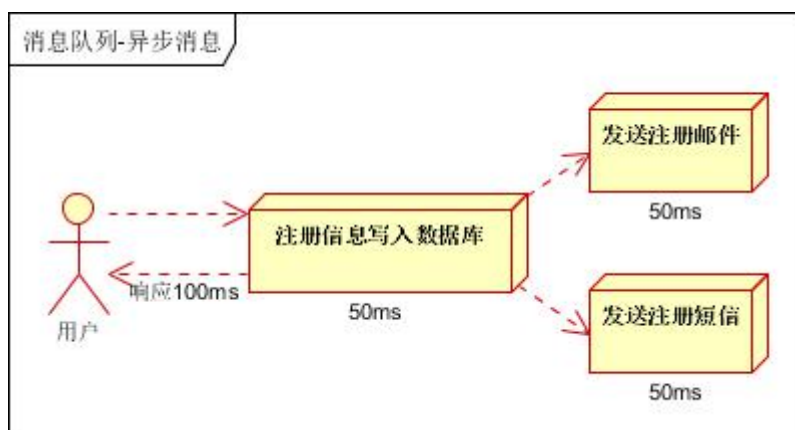 消息队列-异步消息
发送注册邮件
50ms
注册信息写入数据库
响应100ms
50ms
用户
发送注册短信
50ms